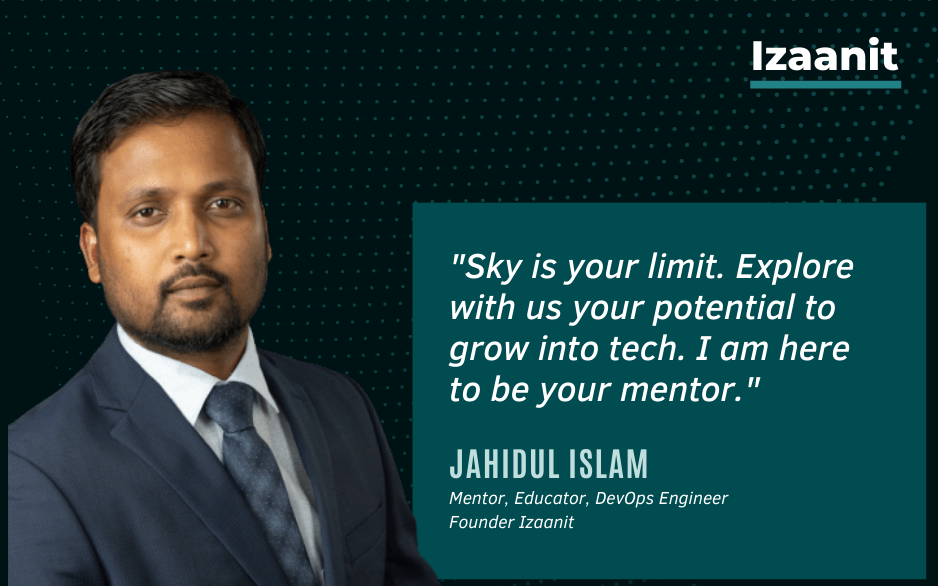 Izaanit
"Sky is your limit. Explore
with us your potential to
grow into tech. I am here
to be your mentor."
JAHIDUL ISLAM
Mentor, Educator, DevOps Engineer
Founder Izaanit